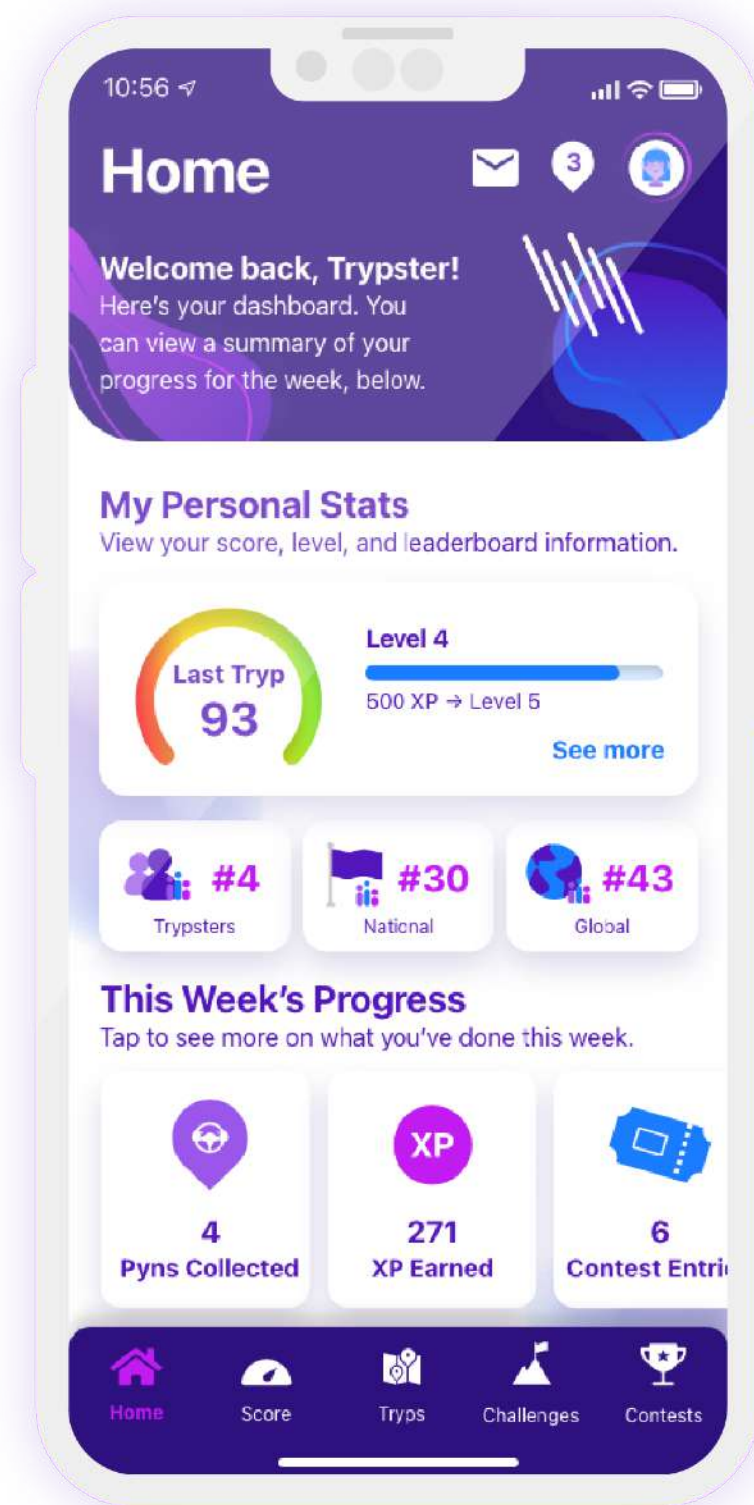 10:56
Home
3
Welcome back, Trypster!
Here's your dashboard. You
can view a summary of your
progress for the week, below.
My Personal Stats
View your score, level, and leaderboard information.
Last Tryp
93
Level 4
500 XP → Level 5
See more
#4
Trypsters
#30
National
#43
Global
This Week's Progress
Tap to see more on what you've done this week.
4
Pyns Collected
XP
271
XP Earned
6
Contest Entri
Home
Score
Tryps
Challenges
Contests